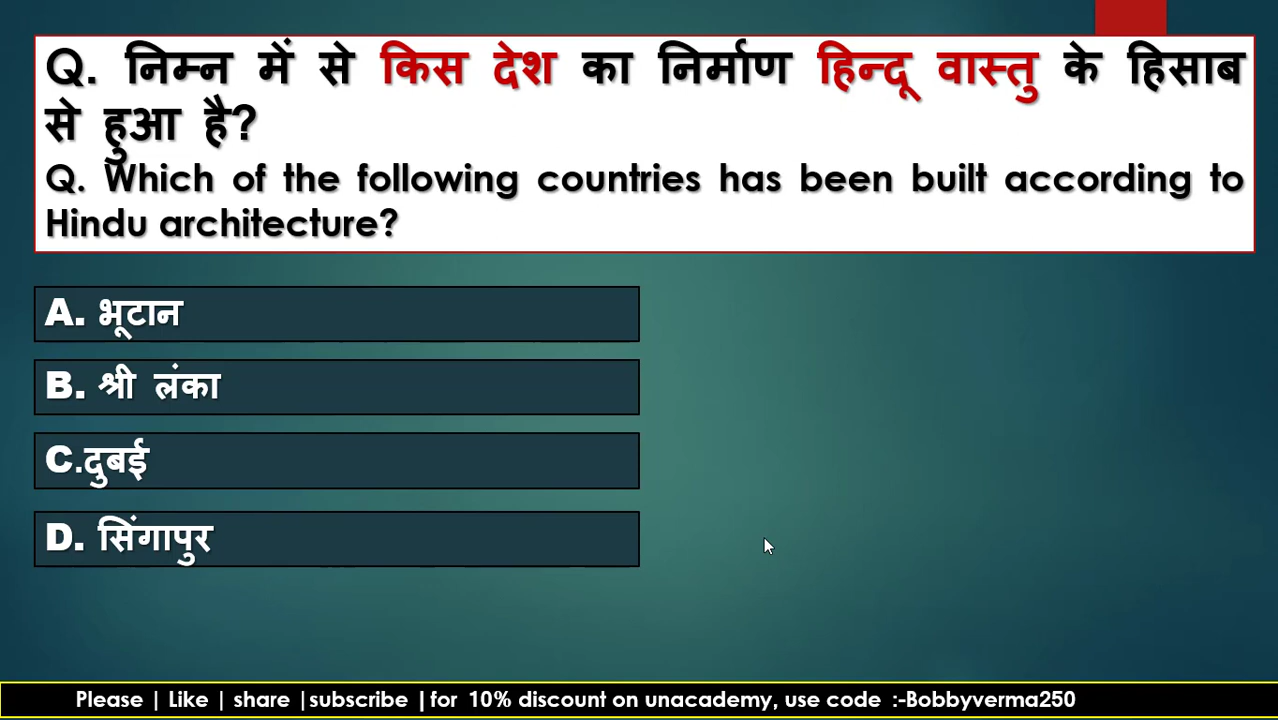 Q. निम्न में से किस देश का निर्माण हिन्दू वास्तु के हिसाब
से हुआ है?
Q. Which of the following countries has been built according to
Hindu architecture?
A. भूटान
B. श्री लंका
C.दुबई
D. सिंगापुर
Please | Like | share |subscribe |for 10% discount on unacademy, use code :-Bobbyverma250